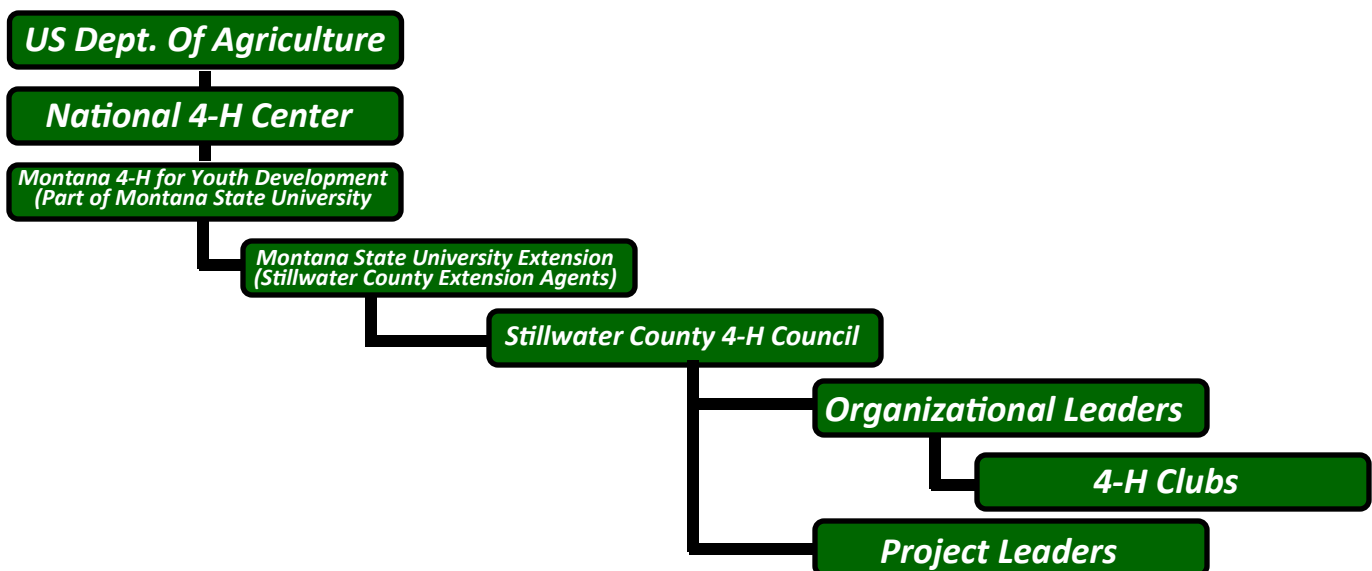 US Dept. Of Agriculture
National 4-H Center
Montana 4-H for Youth Development
(Part of Montana State University
Montana State University Extension
(Stillwater County Extension Agents)
Stillwater County 4-H Council
Organizational Leaders
4-H Clubs
Project Leaders